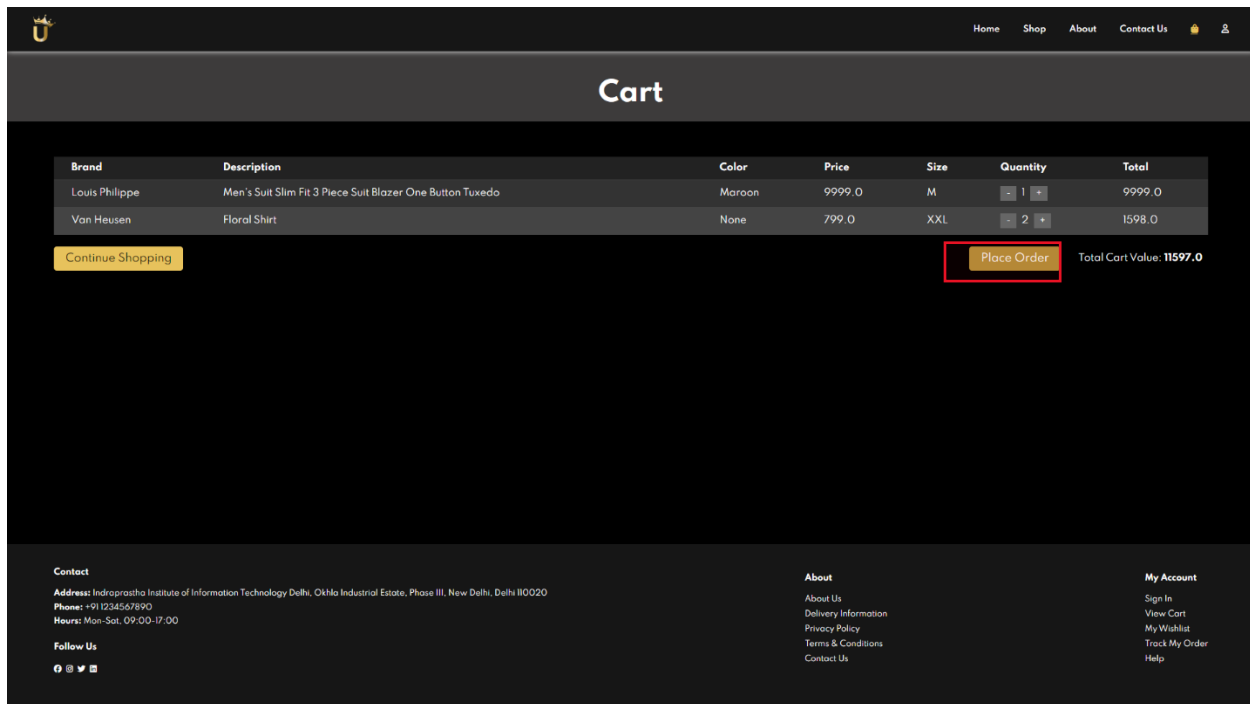 U
Home Shop About Contact Us
Cart
Brand Description Color Price Size Quantity Total
Louis Philippe Men's Suit Slim Fit 3 Piece Suit Blazer One Button Tuxedo Maroon 9999.0 M - 1 + 9999.0
Van Heusen Floral Shirt None 799.0 XXL - 2 + 1598.0
Continue Shopping Place Order Total Cart Value: 11597.0
Contact
Address: Indraprastha Institute of Information Technology Delhi, Okhla Industrial Estate, Phase III, New Delhi, Delhi 110020
Phone: +91 1234567890
Hours: Mon-Sat, 09:00-17:00
Follow Us
About
About Us
Delivery Information
Privacy Policy
Terms & Conditions
Contact Us
My Account
Sign In
View Cart
My Wishlist
Track My Order
Help